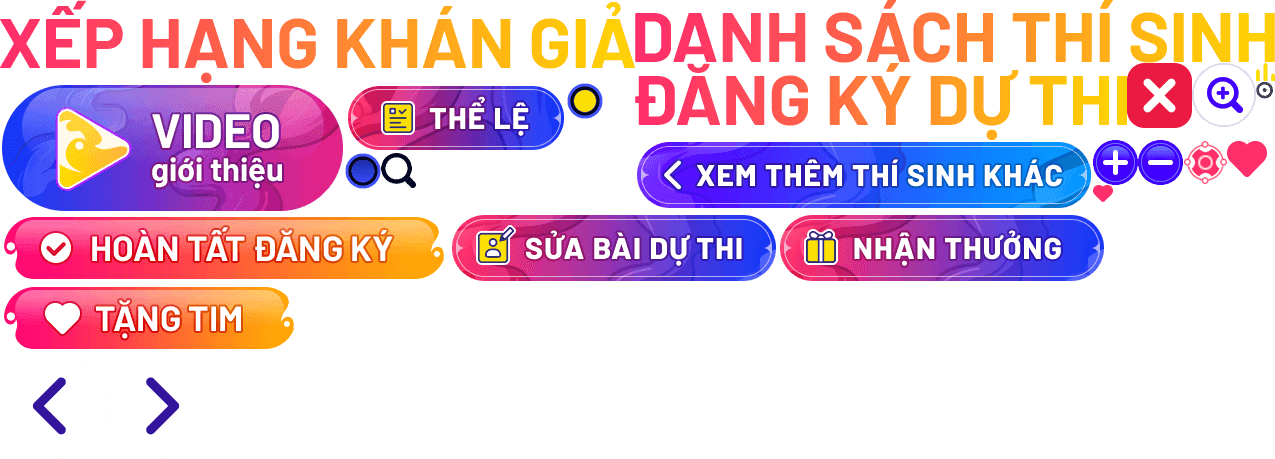 XẾP HẠNG KHÁN GIẢ
DANH SÁCH THÍ SINH
ĐĂNG KÝ DỰ THI
VIDEO
giới thiệu
THỂ LỆ
XEM THÊM THÍ SINH KHÁC
HOÀN TẤT ĐĂNG KÝ
SỬA BÀI DỰ THI
NHẬN THƯỞNG
TẶNG TIM